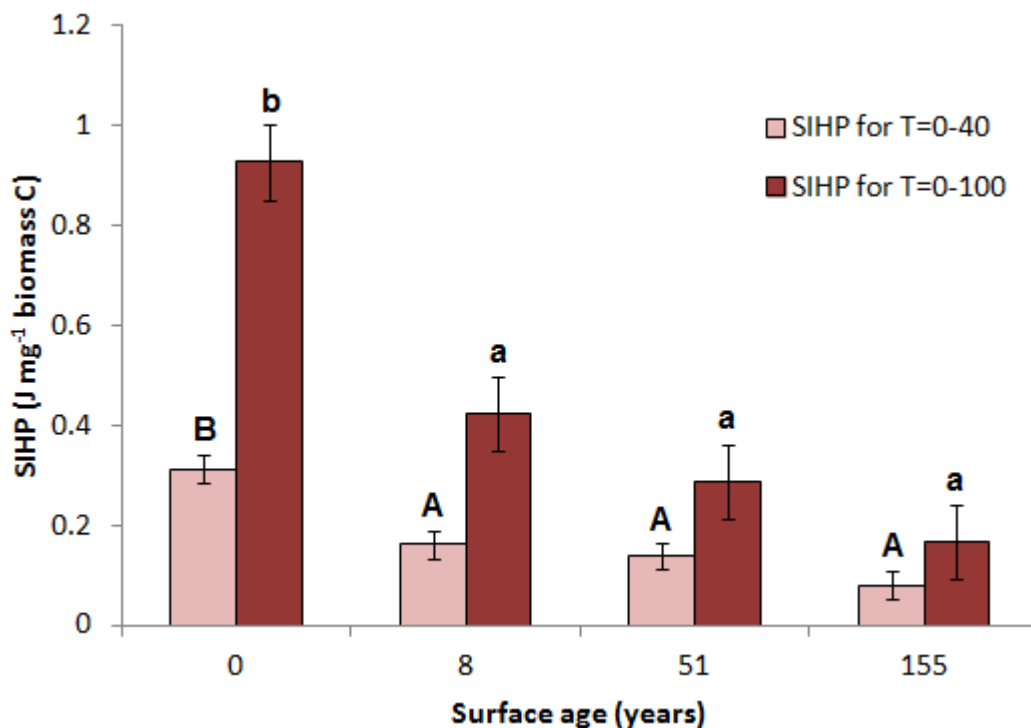 1.2
1
0.8
0.6
0.4
0.2
0
SIHP (J mg⁻¹ biomass C)
SIHP for T=0-40
SIHP for T=0-100
B
b
A
a
A
a
A
a
0
8
51
155
Surface age (years)